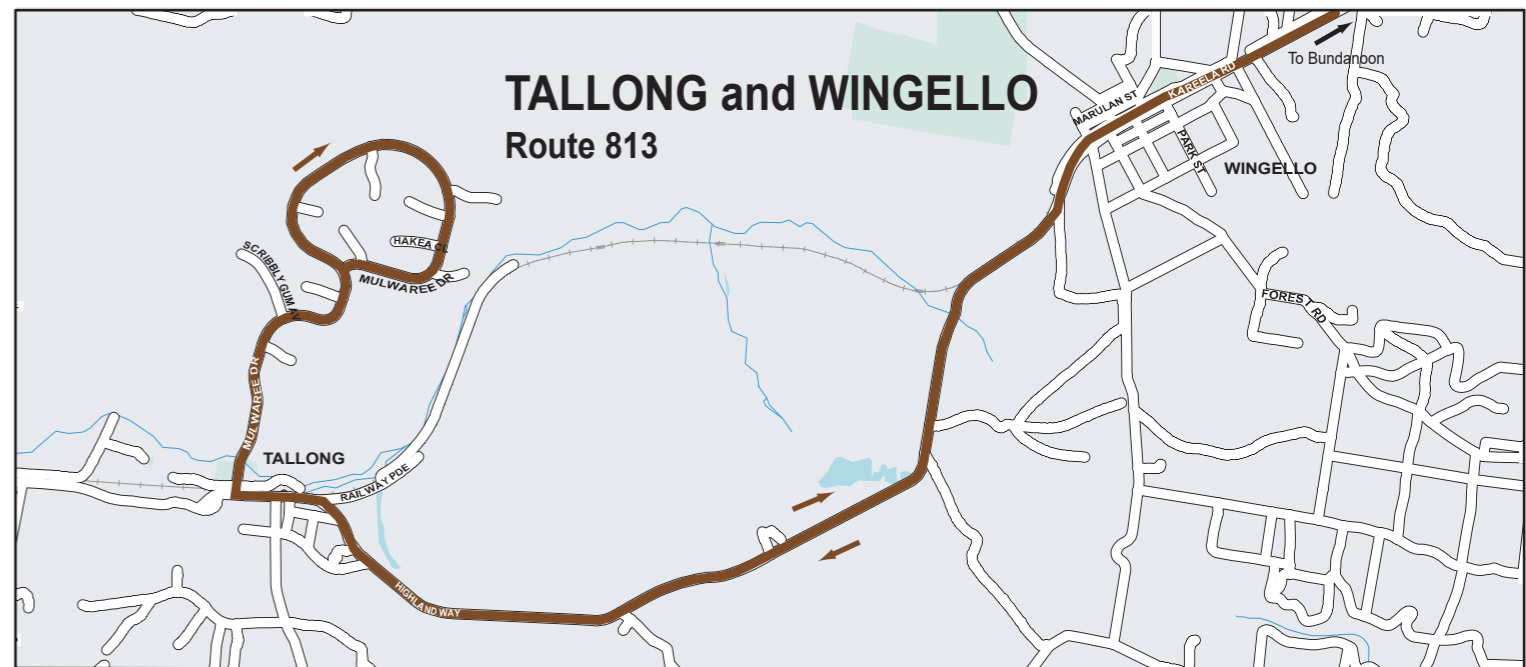 TALLONG and WINGELLO
Route 813
To Bundanoon
KAREELA RD
MARULAN ST
PARK ST
WINGELLO
HAKEA CL
SCRIBBLY GUM AV
MULWAREE DR
FOREST RD
MULWAREE DR
TALLONG
RAILWAY PDE
HIGHLAND WAY